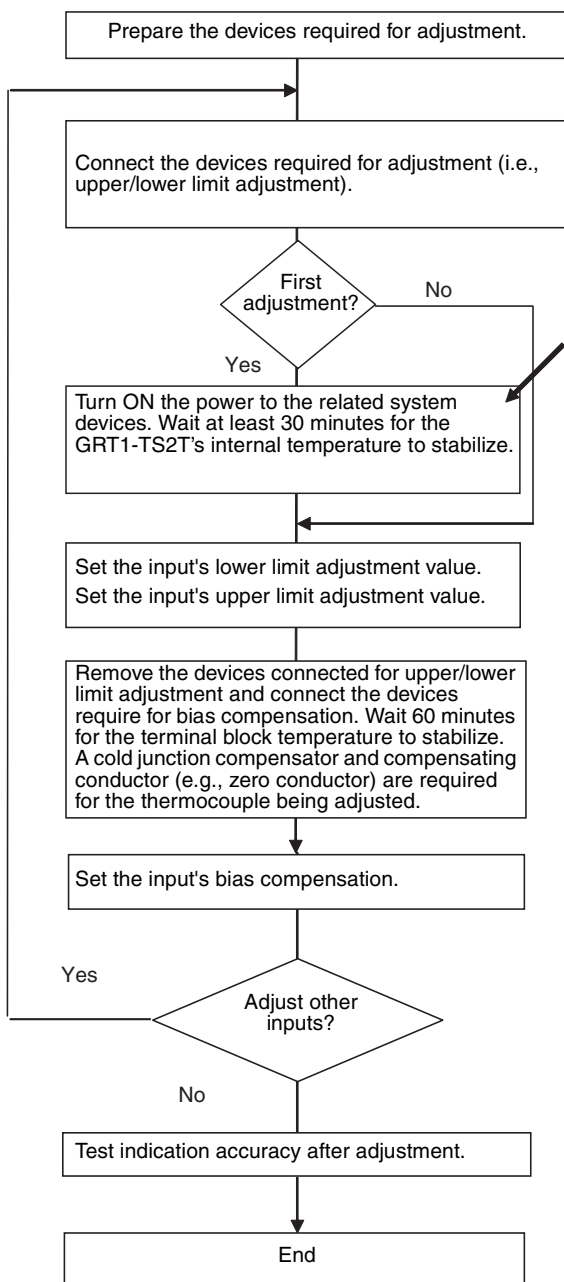 Prepare the devices required for adjustment.
Connect the devices required for adjustment (i.e.,
upper/lower limit adjustment).
First
adjustment?
No
Yes
Turn ON the power to the related system
devices. Wait at least 30 minutes for the
GRT1-TS2T's internal temperature to stabilize.
Set the input's lower limit adjustment value.
Set the input's upper limit adjustment value.
Remove the devices connected for upper/lower
limit adjustment and connect the devices
require for bias compensation. Wait 60 minutes
for the terminal block temperature to stabilize.
A cold junction compensator and compensating
conductor (e.g., zero conductor) are required
for the thermocouple being adjusted.
Set the input's bias compensation.
Yes
Adjust other
inputs?
No
Test indication accuracy after adjustment.
End